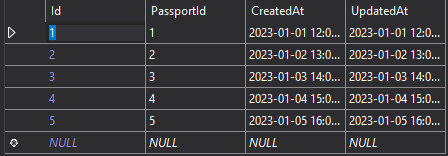 Id PassportId CreatedAt UpdatedAt
1 1 2023-01-01 12:0... 2023-01-01 12:0...
2 2 2023-01-02 13:0... 2023-01-02 13:0...
3 3 2023-01-03 14:0... 2023-01-03 14:0...
4 4 2023-01-04 15:0... 2023-01-04 15:0...
5 5 2023-01-05 16:0... 2023-01-05 16:0...
NULL NULL NULL NULL